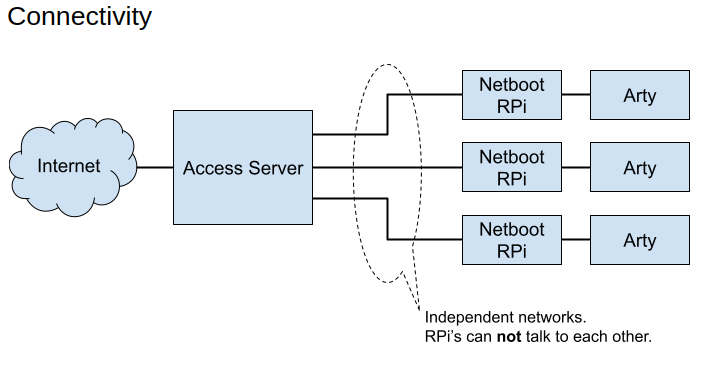 Connectivity
Internet
Access Server
Netboot
RPi
Arty
Netboot
RPi
Arty
Netboot
RPi
Arty
Independent networks.
RPi's can not talk to each other.